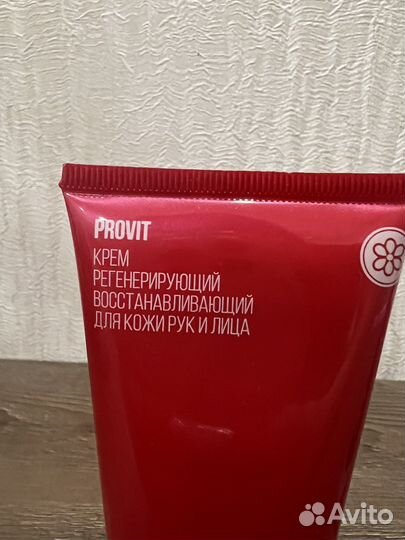 PROVIT
КРЕМ
РЕГЕНЕРИРУЮЩИЙ
ВОССТАНАВЛИВАЮЩИЙ
ДЛЯ КОЖИ РУК И ЛИЦА
Avito